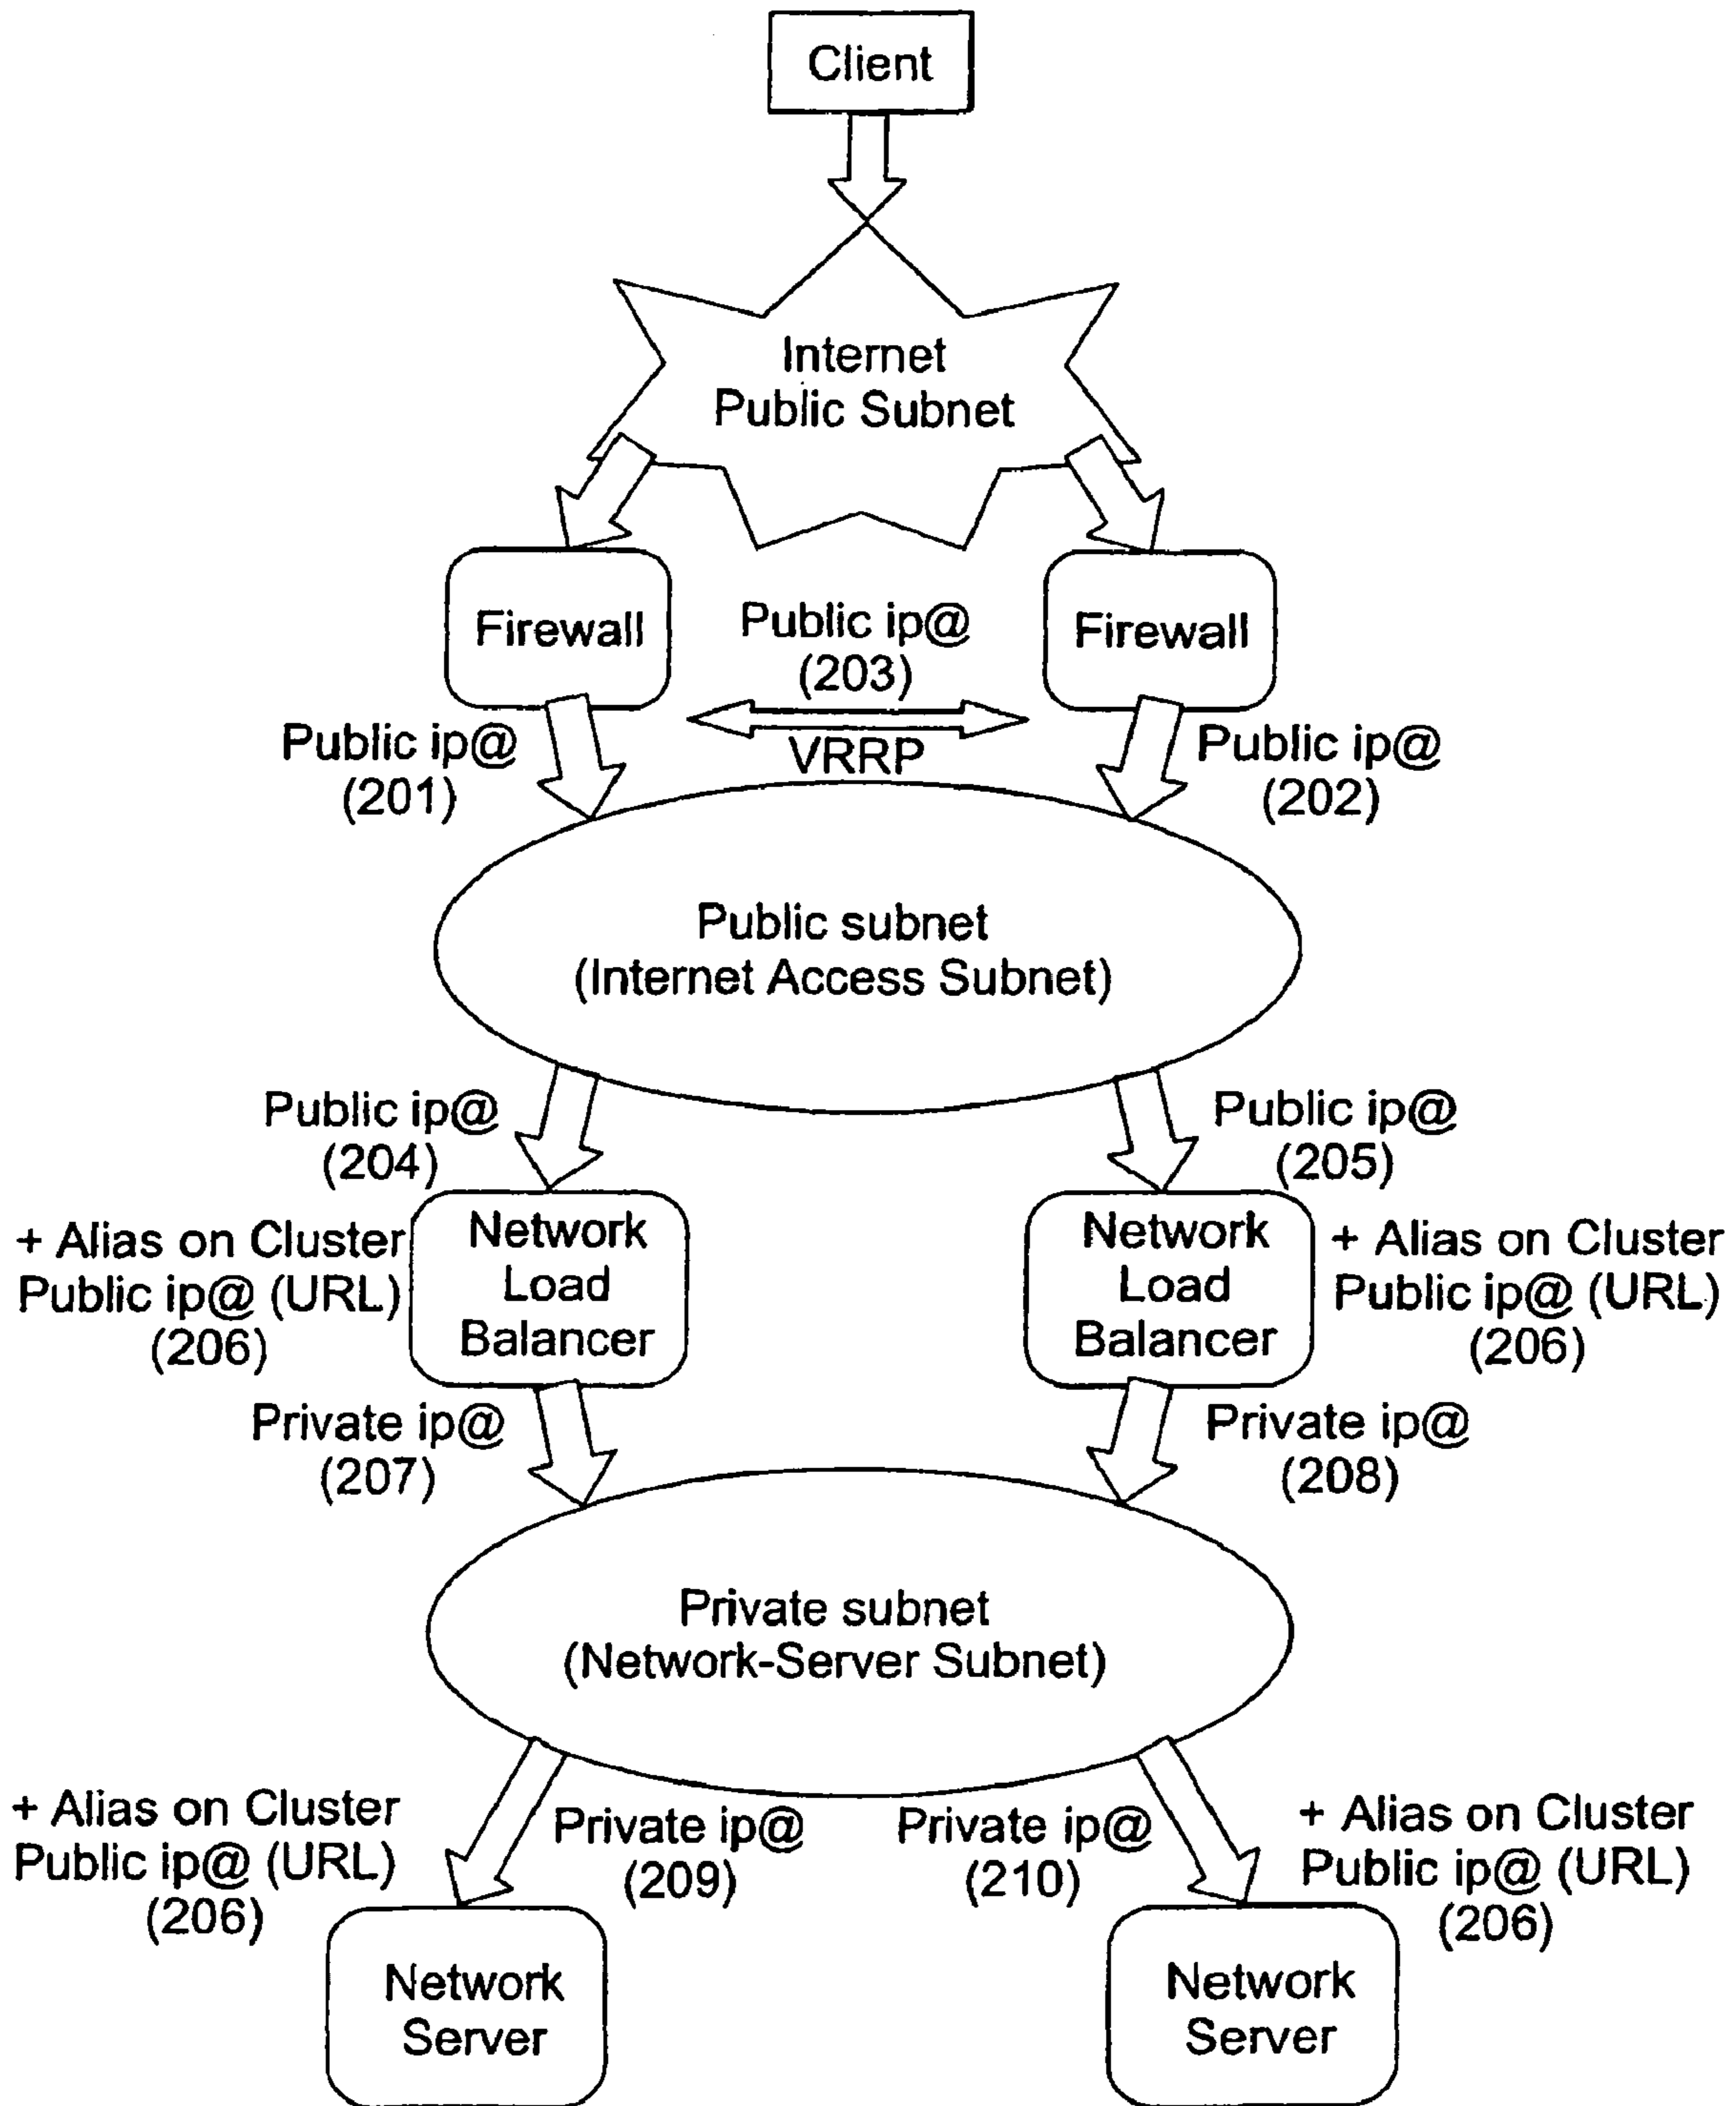 Client
Internet
Public Subnet
Firewall
Public ip@
(203)
Firewall
Public ip@
(201)
VRRP
Public ip@
(202)
Public subnet
(Internet Access Subnet)
Public ip@
(204)
Public ip@
(205)
+ Alias on Cluster
Public ip@ (URL)
(206)
Network
Load
Balancer
Network
Load
Balancer
+ Alias on Cluster
Public ip@ (URL)
(206)
Private ip@
(207)
Private ip@
(208)
Private subnet
(Network-Server Subnet)
+ Alias on Cluster
Public ip@ (URL)
(206)
Private ip@
(209)
Private ip@
(210)
+ Alias on Cluster
Public ip@ (URL)
(206)
Network
Server
Network
Server